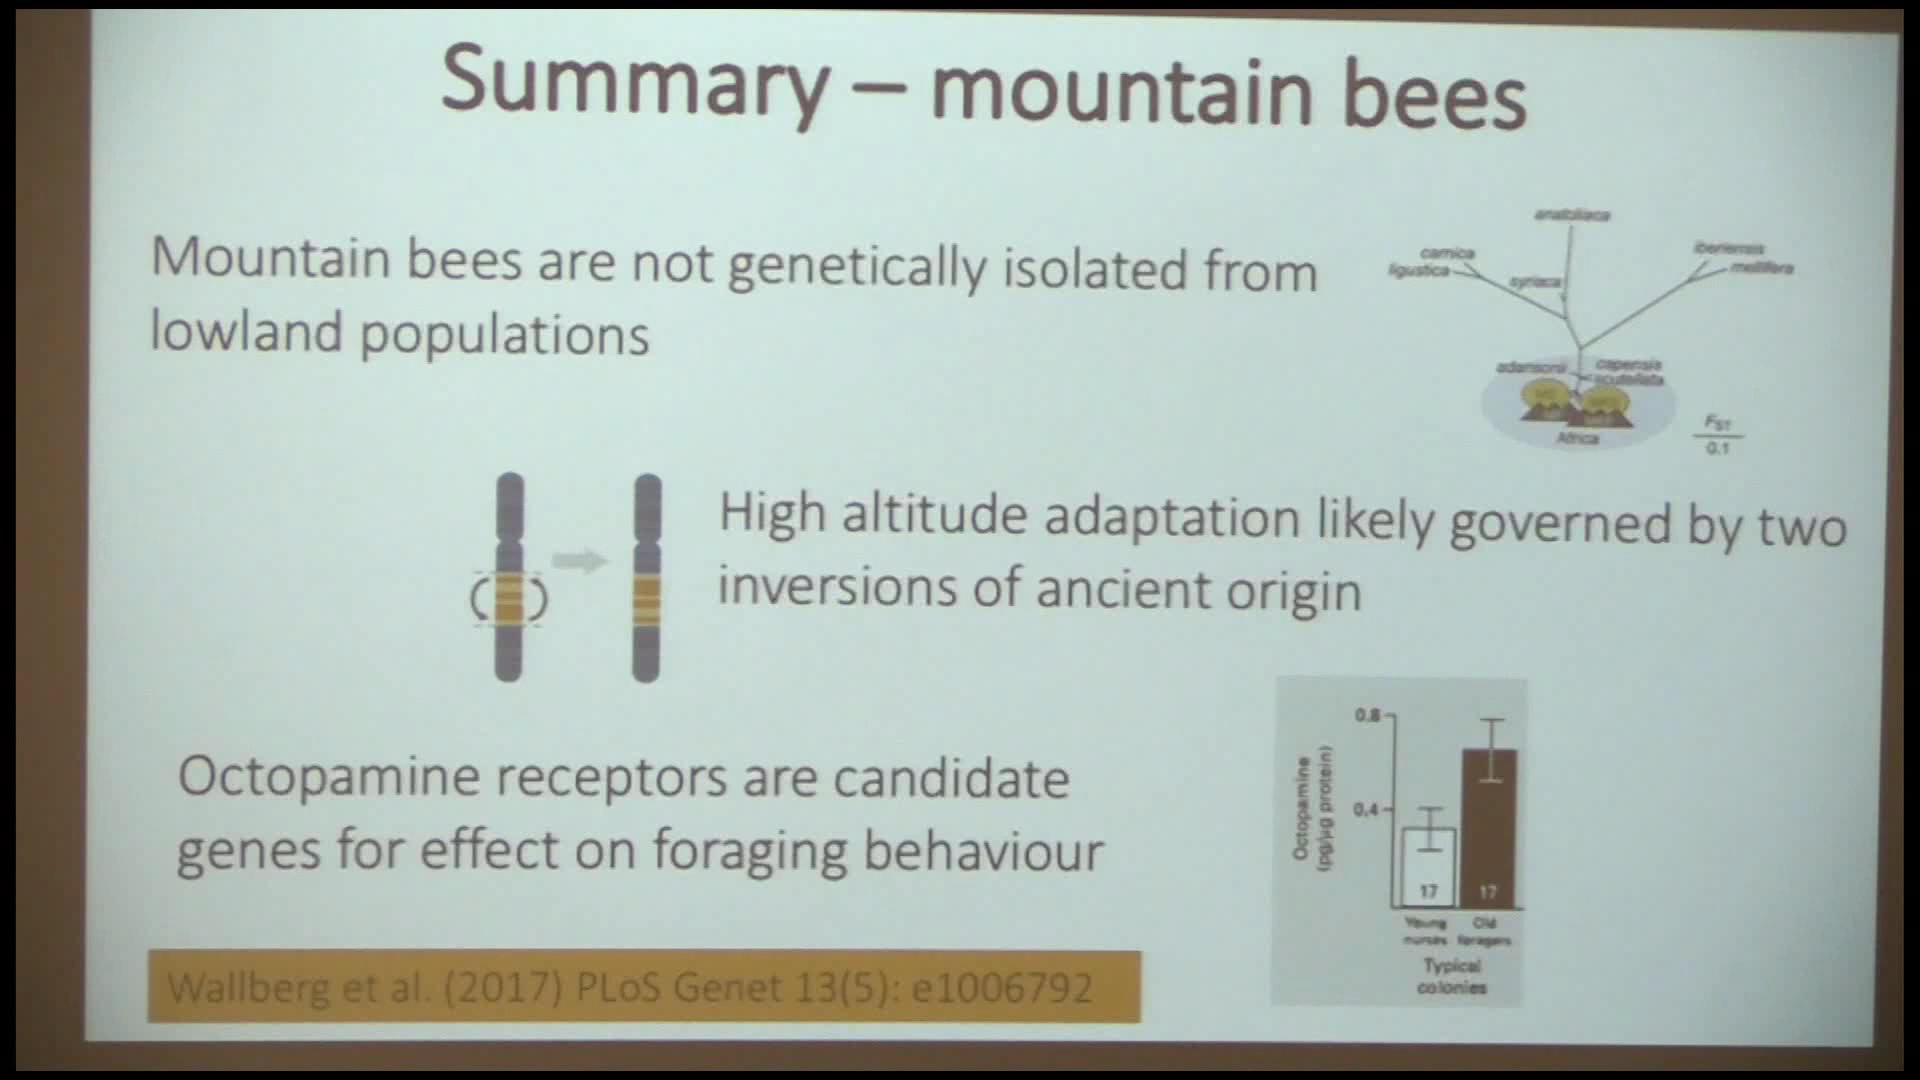 Summary – mountain bees
Mountain bees are not genetically isolated from
lowland populations
anatoliaca
carnica
ligustica
syriaca
iberiensis
mellifera
adansonii
capensis
scutellata
Africa
FST
0.1
High altitude adaptation likely governed by two
inversions of ancient origin
Octopamine receptors are candidate
genes for effect on foraging behaviour
Octopamine
(pg/µg protein)
0.8
0.4
17
17
Young
nurses
Old
foragers
Typical
colonies
Wallberg et al. (2017) PLoS Genet 13(5): e1006792